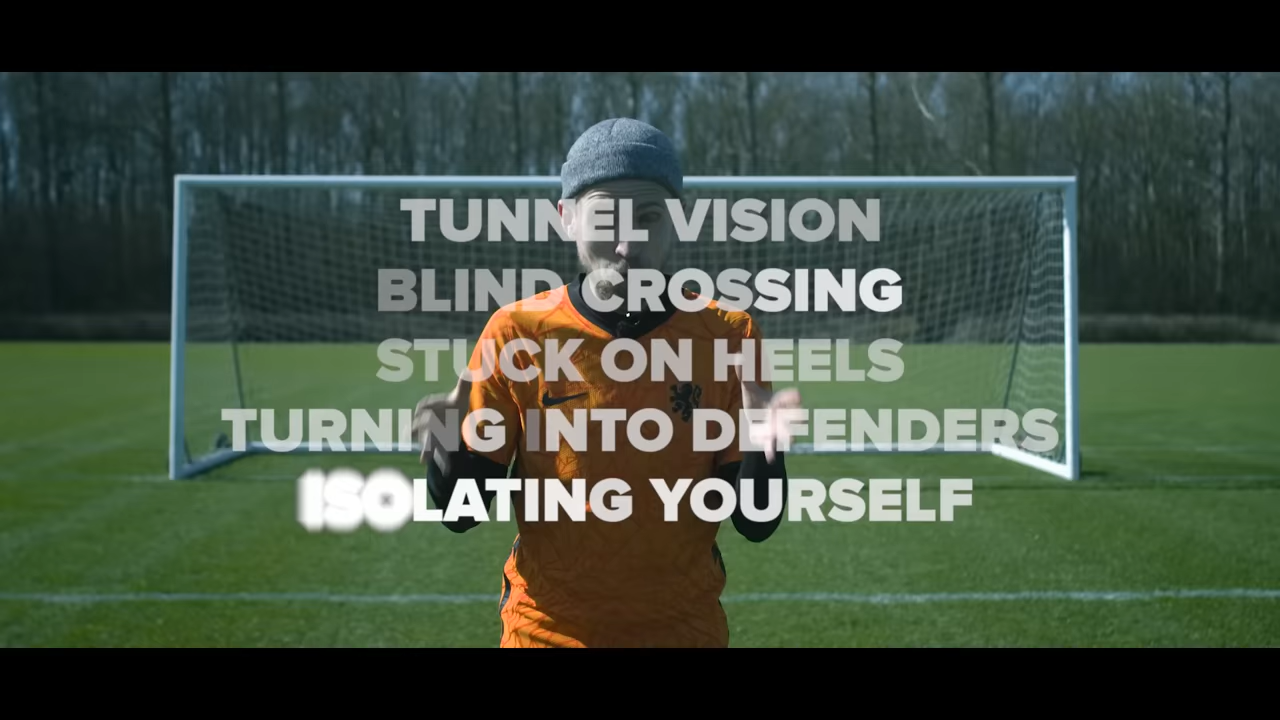 TUNNEL VISION
BLIND CROSSING
STUCK ON HEELS
TURNING INTO DEFENDERS
ISOLATING YOURSELF